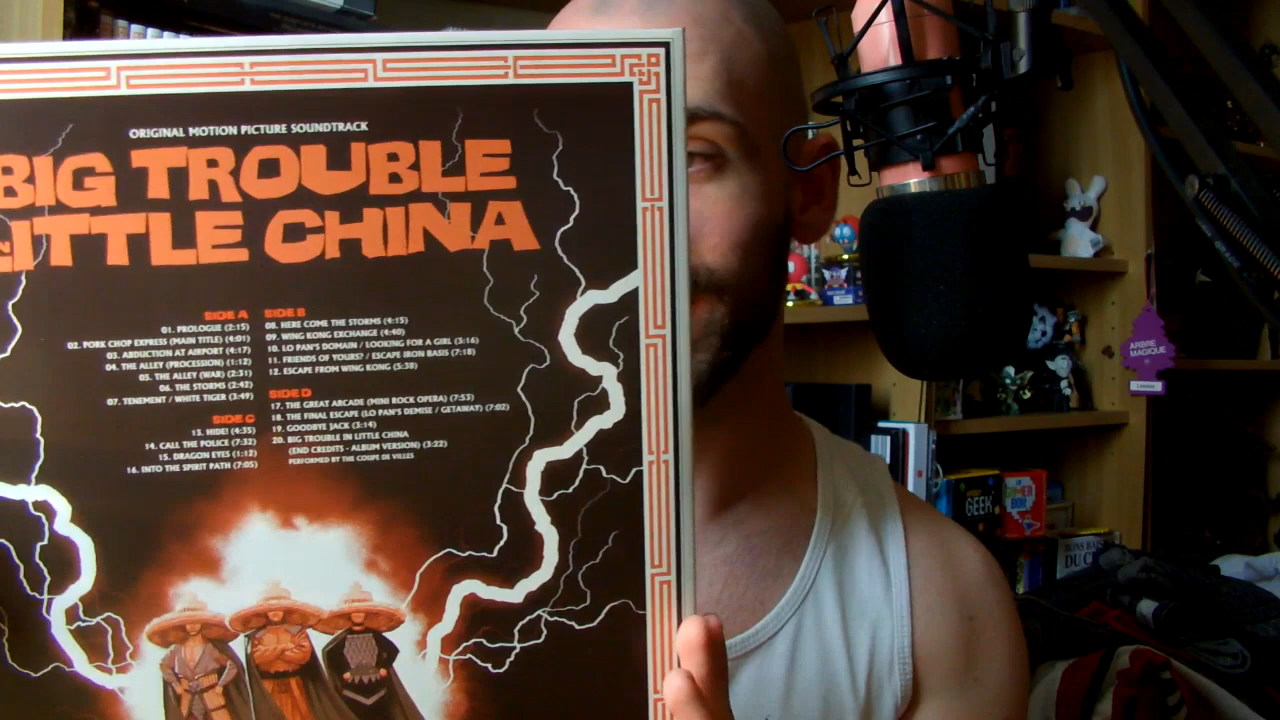 ORIGINAL MOTION PICTURE SOUNDTRACK
BIG TROUBLE
LITTLE CHINA
SIDE A
01. PROLOGUE (2:15)
02. PORK CHOP EXPRESS (MAIN TITLE) (4:01)
03. ABDUCTION AT AIRPORT (4:17)
04. THE ALLEY (PROCESSION) (1:12)
05. THE ALLEY (WAR) (2:31)
06. THE STORMS (2:42)
07. TENEMENT / WHITE TIGER (3:49)
SIDE B
08. HERE COME THE STORMS (4:15)
09. WING KONG EXCHANGE (4:40)
10. LO PAN'S DOMAIN / LOOKING FOR A GIRL (3:16)
11. FRIENDS OF YOURS? / ESCAPE IRON BASIS (7:18)
12. ESCAPE FROM WING KONG (5:38)
SIDE C
13. HIDE! (4:35)
14. CALL THE POLICE (7:32)
15. DRAGON EYES (1:12)
16. INTO THE SPIRIT PATH (7:05)
SIDE D
17. THE GREAT ARCADE (MINI ROCK OPERA) (7:53)
18. THE FINAL ESCAPE (LO PAN'S DEMISE / GETAWAY) (7:02)
19. GOODBYE JACK (3:14)
20. BIG TROUBLE IN LITTLE CHINA
(END CREDITS - ALBUM VERSION) (3:22)
PERFORMED BY THE COUPE DE VILLES
ARBRE
MAGIQUE
GEEK
GAMER
BOX
DU C